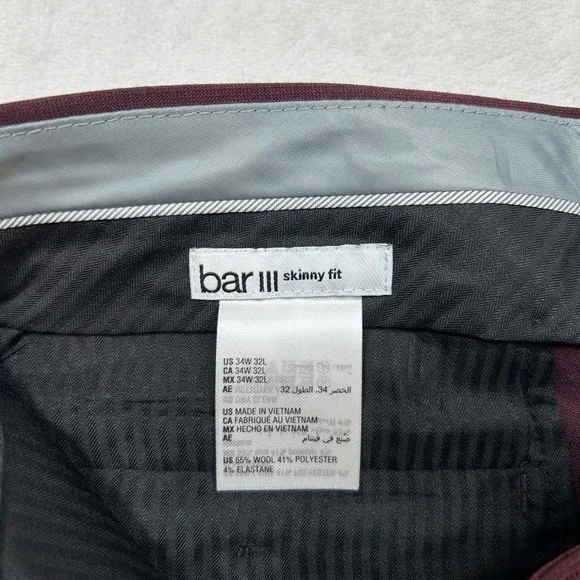 bar III skinny fit
US 34W 32L
CA 34W 32L
MX 34W 32L
AE الخصر 34، الطول 32
US MADE IN VIETNAM
CA FABRIQUÉ AU VIETNAM
MX HECHO EN VIETNAM
AE صنع في فيتنام
US 55% WOOL 41% POLYESTER
4% ELASTANE